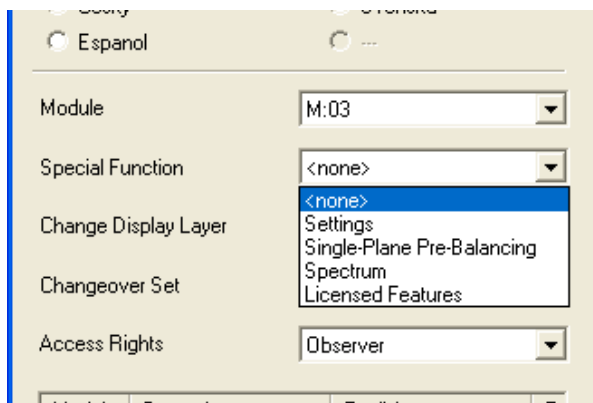 Espanol ---
Module M:03
Special Function <none>
<none>
Settings
Change Display Layer
Single-Plane Pre-Balancing
Spectrum
Changeover Set
Licensed Features
Access Rights Observer